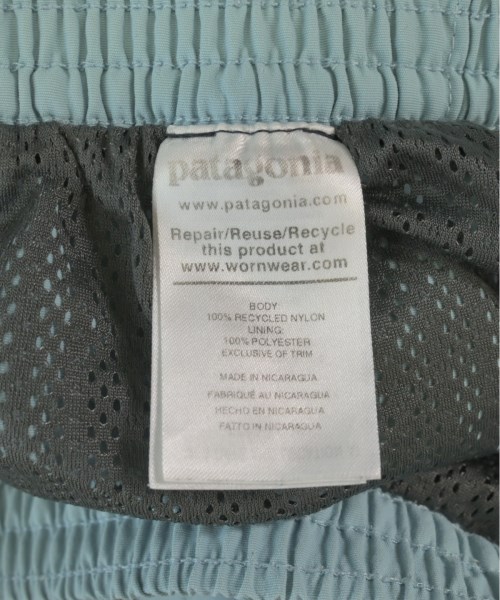 patagonia
www.patagonia.com
Repair/Reuse/Recycle
this product at
www.wornwear.com
BODY:
100% RECYCLED NYLON
LINING:
100% POLYESTER
EXCLUSIVE OF TRIM
MADE IN NICARAGUA
FABRIQUÉ AU NICARAGUA
HECHO EN NICARAGUA
FATTO IN NICARAGUA